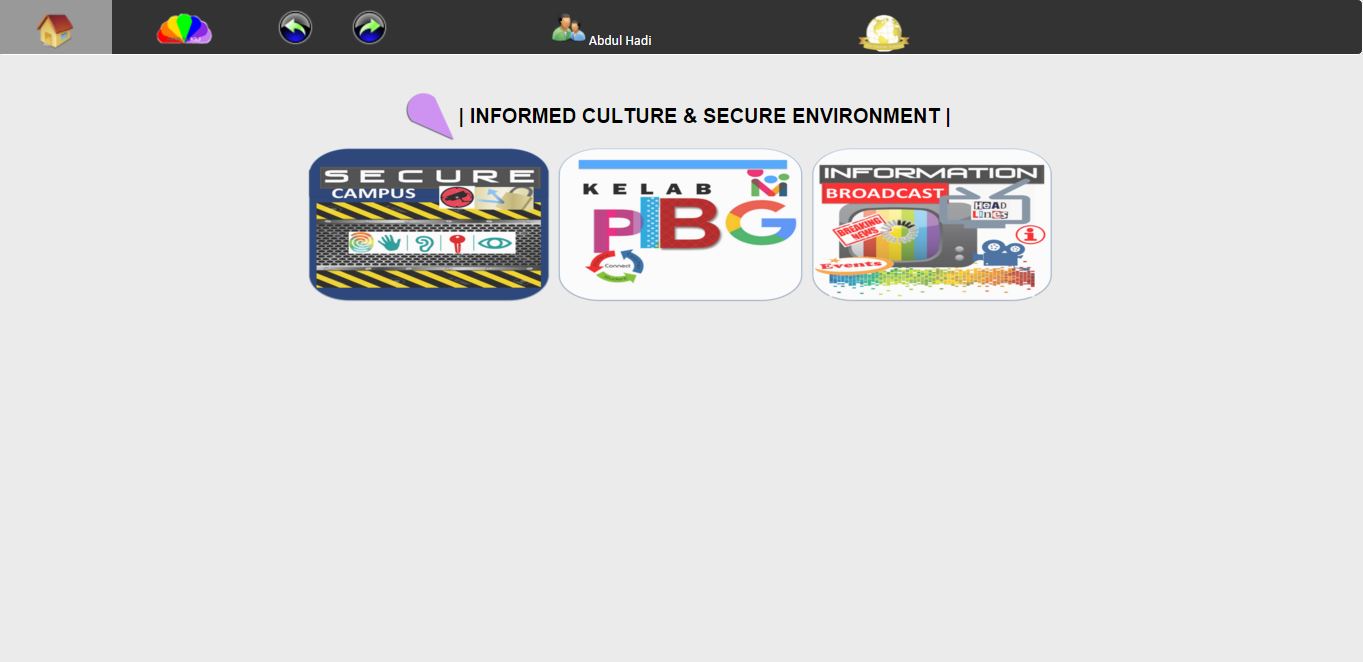 Abdul Hadi
| INFORMED CULTURE & SECURE ENVIRONMENT |
SECURE
CAMPUS
KELAB
PIBG
Connect
INFORMATION
BROADCAST
HEAD
LINES
BREAKING
NEWS
i
Events